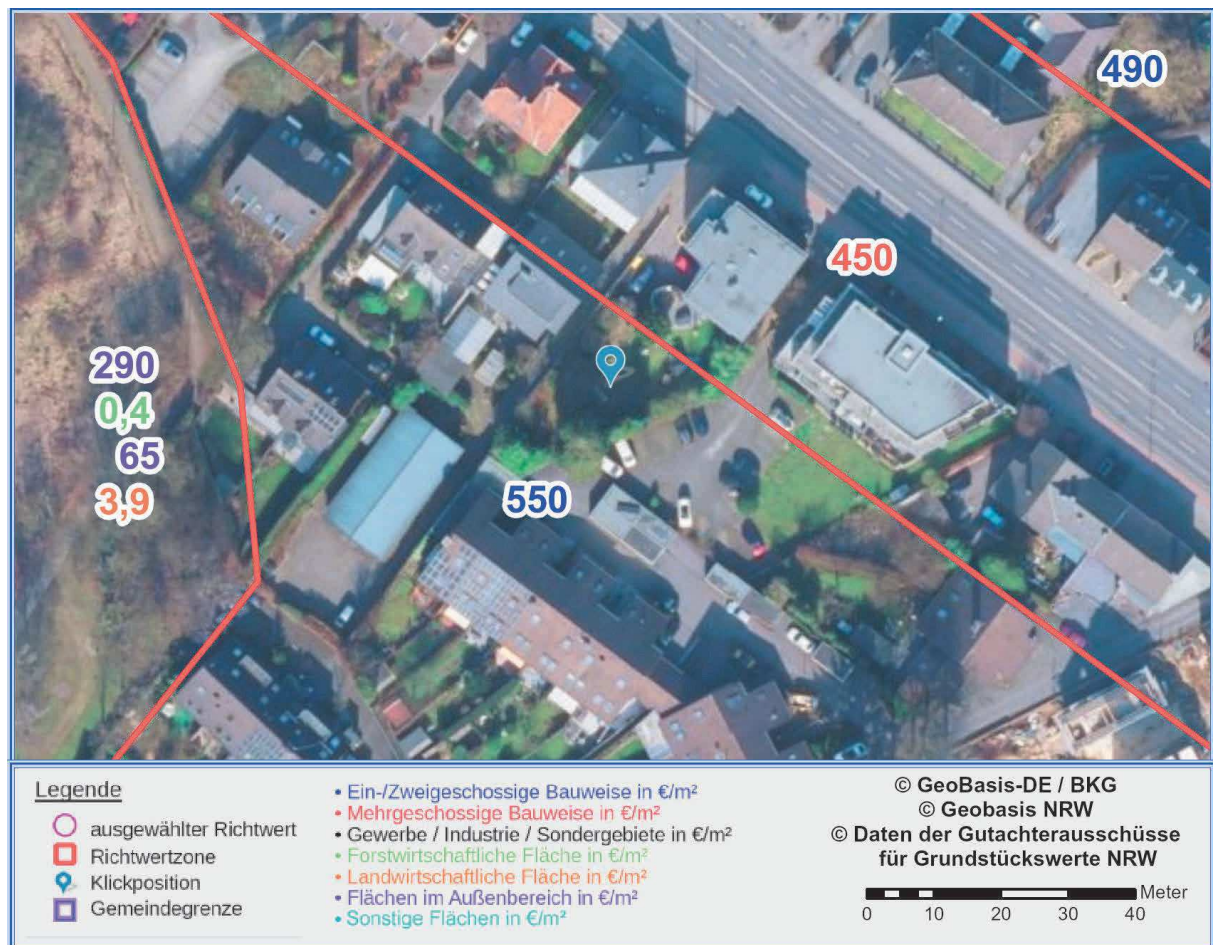 490
450
290
0,4
65
3,9
550
Legende
ausgewählter Richtwert
Richtwertzone
Klickposition
Gemeindegrenze
• Ein-/Zweigeschossige Bauweise in €/m²
• Mehrgeschossige Bauweise in €/m²
• Gewerbe / Industrie / Sondergebiete in €/m²
• Forstwirtschaftliche Fläche in €/m²
• Landwirtschaftliche Fläche in €/m²
• Flächen im Außenbereich in €/m²
• Sonstige Flächen in €/m²
© GeoBasis-DE / BKG
© Geobasis NRW
© Daten der Gutachterausschüsse
für Grundstückswerte NRW
Meter
0 10 20 30 40